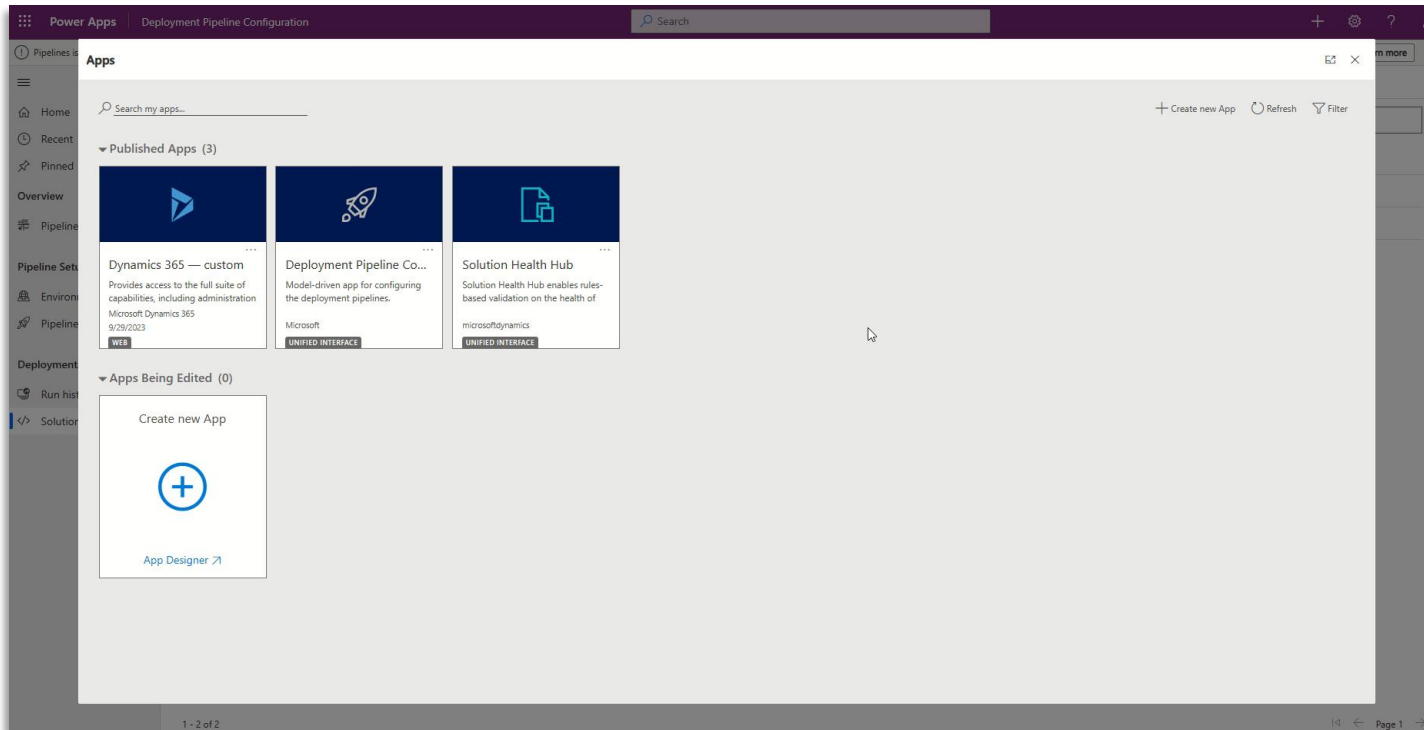 Power Apps
Deployment Pipeline Configuration
Search
Pipelines is
more
Apps
Search my apps...
Create new App
Refresh
Filter
Home
Recent
Pinned
Overview
Pipeline
Pipeline Setu
Environ
Pipeline
Deployment
Run hist
Solution
Published Apps (3)
Dynamics 365 — custom
Provides access to the full suite of
capabilities, including administration
Microsoft Dynamics 365
9/29/2023
WEB
Deployment Pipeline Co...
Model-driven app for configuring
the deployment pipelines.
Microsoft
UNIFIED INTERFACE
Solution Health Hub
Solution Health Hub enables rules-
based validation on the health of
microsoftdynamics
UNIFIED INTERFACE
Apps Being Edited (0)
Create new App
App Designer
1 - 2 of 2
Page 1